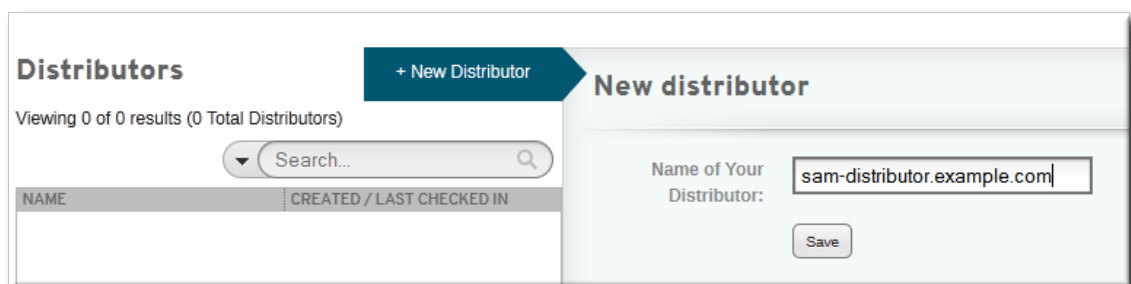 Distributors
+ New Distributor
Viewing 0 of 0 results (0 Total Distributors)
Search...
NAME
CREATED / LAST CHECKED IN
New distributor
Name of Your
Distributor:
sam-distributor.example.com
Save